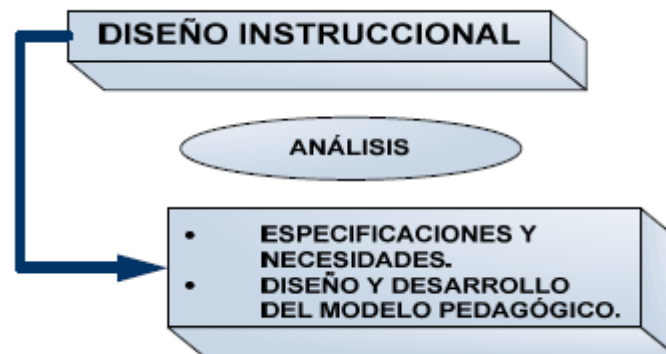 DISEÑO INSTRUCCIONAL
ANÁLISIS
• ESPECIFICACIONES Y
NECESIDADES.
• DISEÑO Y DESARROLLO
DEL MODELO PEDAGÓGICO.